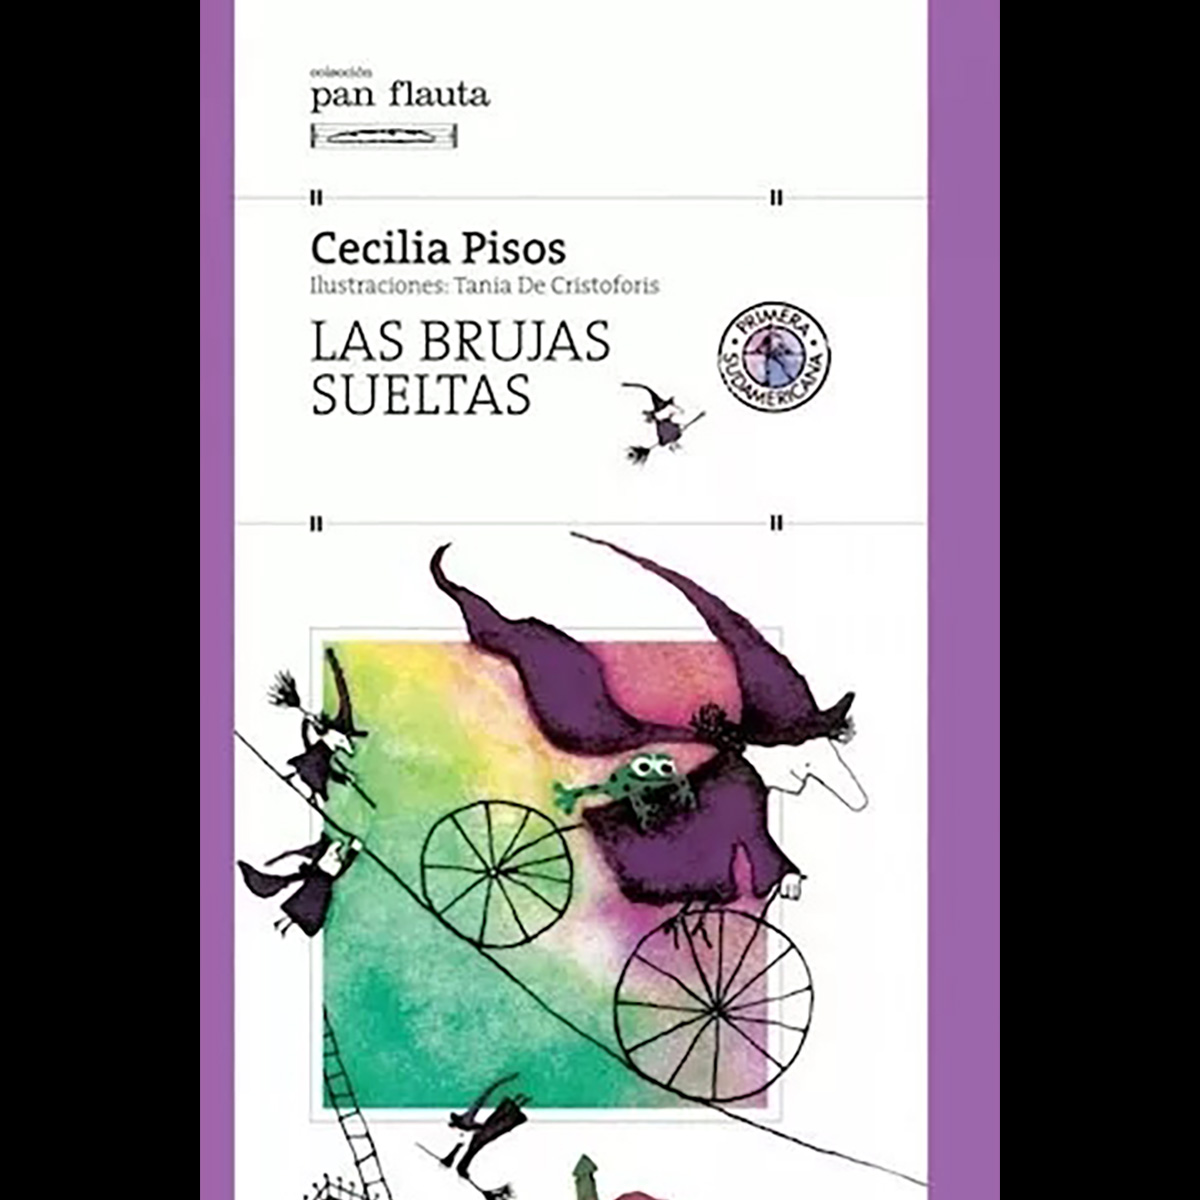 colección
pan flauta
Cecilia Pisos
Ilustraciones: Tania De Cristoforis
LAS BRUJAS
SUELTAS
PRIMERA
SUDAMERICANA